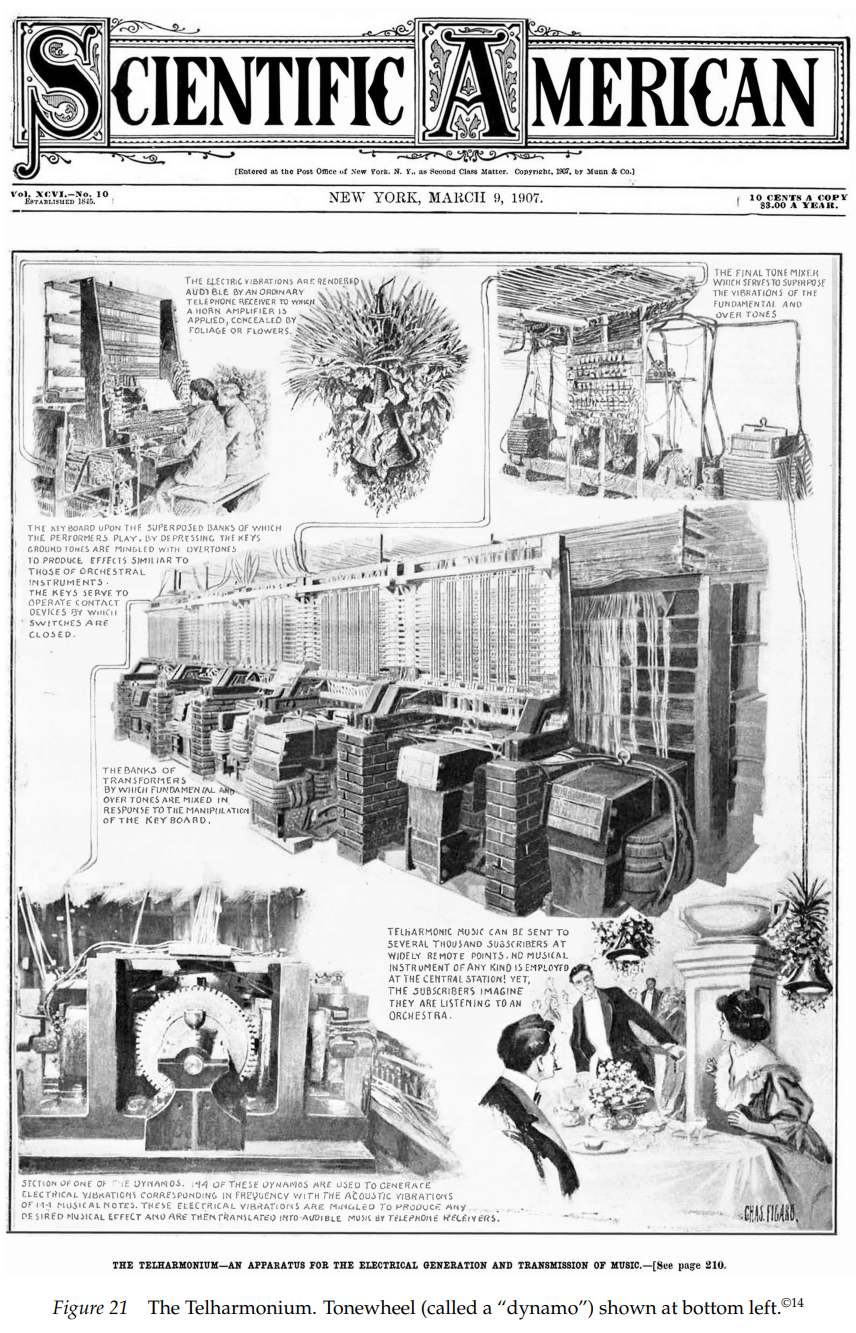 SCIENTIFIC AMERICAN
[Entered at the Post Office of New York. N. Y., as Second Class Matter. Copyright, 1907, by Munn & Co.]
Vol. XCVI.—No. 10
ESTABLISHED 1845.
NEW YORK, MARCH 9, 1907.
10 CENTS A COPY
$3.00 A YEAR.
THE ELECTRIC VIBRATIONS ARE RENDERED
AUDIBLE BY AN ORDINARY
TELEPHONE RECEIVER TO WHICH
A HORN AMPLIFIER IS
APPLIED, CONCEALED BY
FOLIAGE OR FLOWERS.
THE FINAL TONE MIXER
WHICH SERVES TO SUPERPOSE
THE VIBRATIONS OF THE
FUNDAMENTAL AND
OVER TONES
THE KEY BOARD UPON THE SUPERPOSED BANKS OF WHICH
THE PERFORMERS PLAY. BY DEPRESSING THE KEYS
GROUND TONES ARE MINGLED WITH OVERTONES
TO PRODUCE EFFECTS SIMILIAR TO
THOSE OF ORCHESTRAL
INSTRUMENTS.
THE KEYS SERVE TO
OPERATE CONTACT
DEVICES BY WHICH
SWITCHES ARE
CLOSED.
THE BANKS OF
TRANSFORMERS
BY WHICH FUNDAMENTAL AND
OVER TONES ARE MIXED IN
RESPONSE TO THE MANIPULATION
OF THE KEY BOARD.
TELHARMONIC MUSIC CAN BE SENT TO
SEVERAL THOUSAND SUBSCRIBERS AT
WIDELY REMOTE POINTS. NO MUSICAL
INSTRUMENT OF ANY KIND IS EMPLOYED
AT THE CENTRAL STATION! YET,
THE SUBSCRIBERS IMAGINE
THEY ARE LISTENING TO AN
ORCHESTRA.
SECTION OF ONE OF THE DYNAMOS. 144 OF THESE DYNAMOS ARE USED TO GENERATE
ELECTRICAL VIBRATIONS CORRESPONDING IN FREQUENCY WITH THE ACOUSTIC VIBRATIONS
OF 144 MUSICAL NOTES. THESE ELECTRICAL VIBRATIONS ARE MINGLED TO PRODUCE ANY
DESIRED MUSICAL EFFECT AND ARE THEN TRANSLATED INTO AUDIBLE MUSIC BY TELEPHONE RECEIVERS.
CHAS. FIGARO.
THE TELHARMONIUM—AN APPARATUS FOR THE ELECTRICAL GENERATION AND TRANSMISSION OF MUSIC.—[See page 210.
Figure 21 The Telharmonium. Tonewheel (called a “dynamo”) shown at bottom left.©14